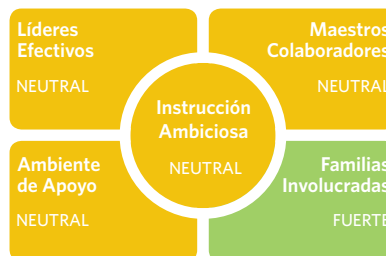 Líderes
Efectivos
NEUTRAL
Maestros
Colaboradores
NEUTRAL
Instrucción
Ambiciosa
NEUTRAL
Ambiente
de Apoyo
NEUTRAL
Familias
Involucradas
FUERTE